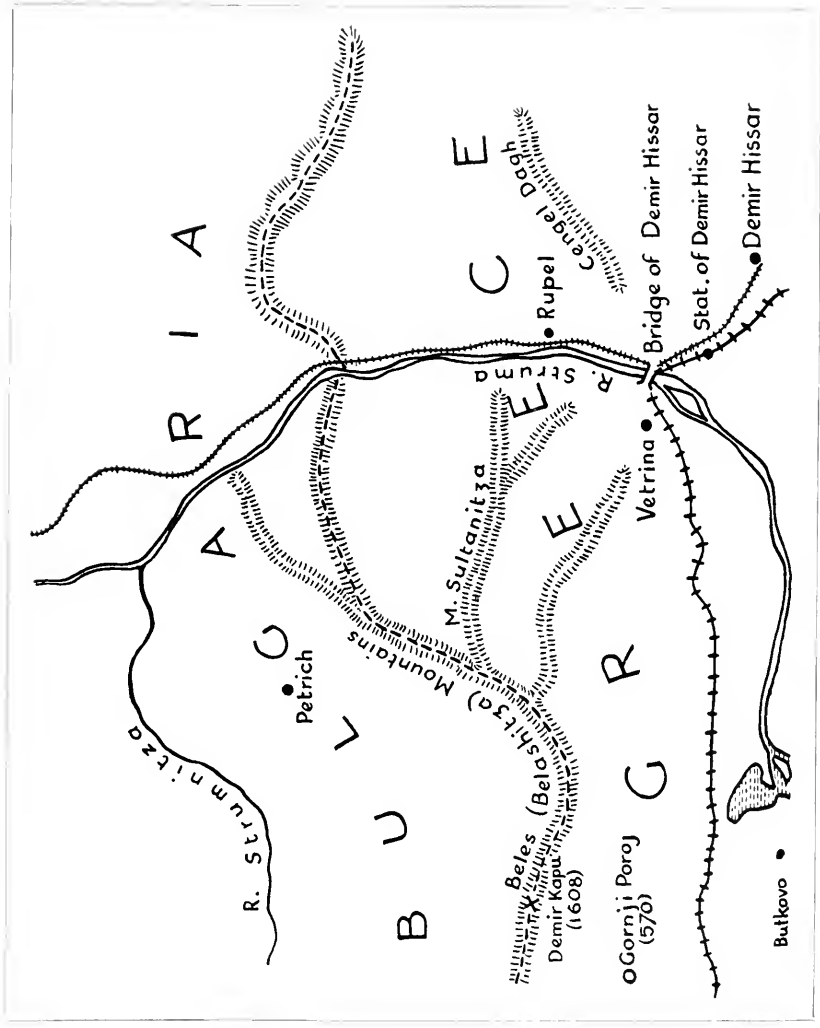 R. Strumnitza
BULGARIA
Petrich
Beles (Belashitza) Mountains
Demir Kapu
(1608)
M. Sultanitza
R. Struma
Rupel
Cengel Dagh
GREECE
Gornji Poroj
(570)
Vetrina
Bridge of Demir Hissar
Stat. of Demir Hissar
Demir Hissar
Butkovo